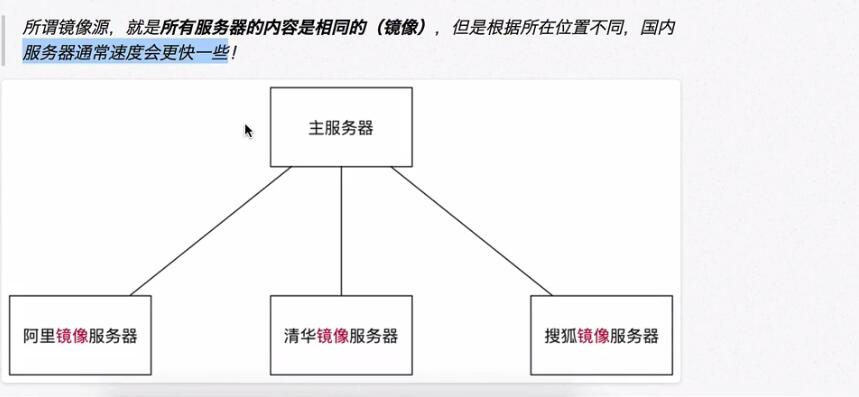 所谓镜像源，就是所有服务器的内容是相同的（镜像），但是根据所在位置不同，国内
服务器通常速度会更快一些！
主服务器
阿里镜像服务器
清华镜像服务器
搜狐镜像服务器